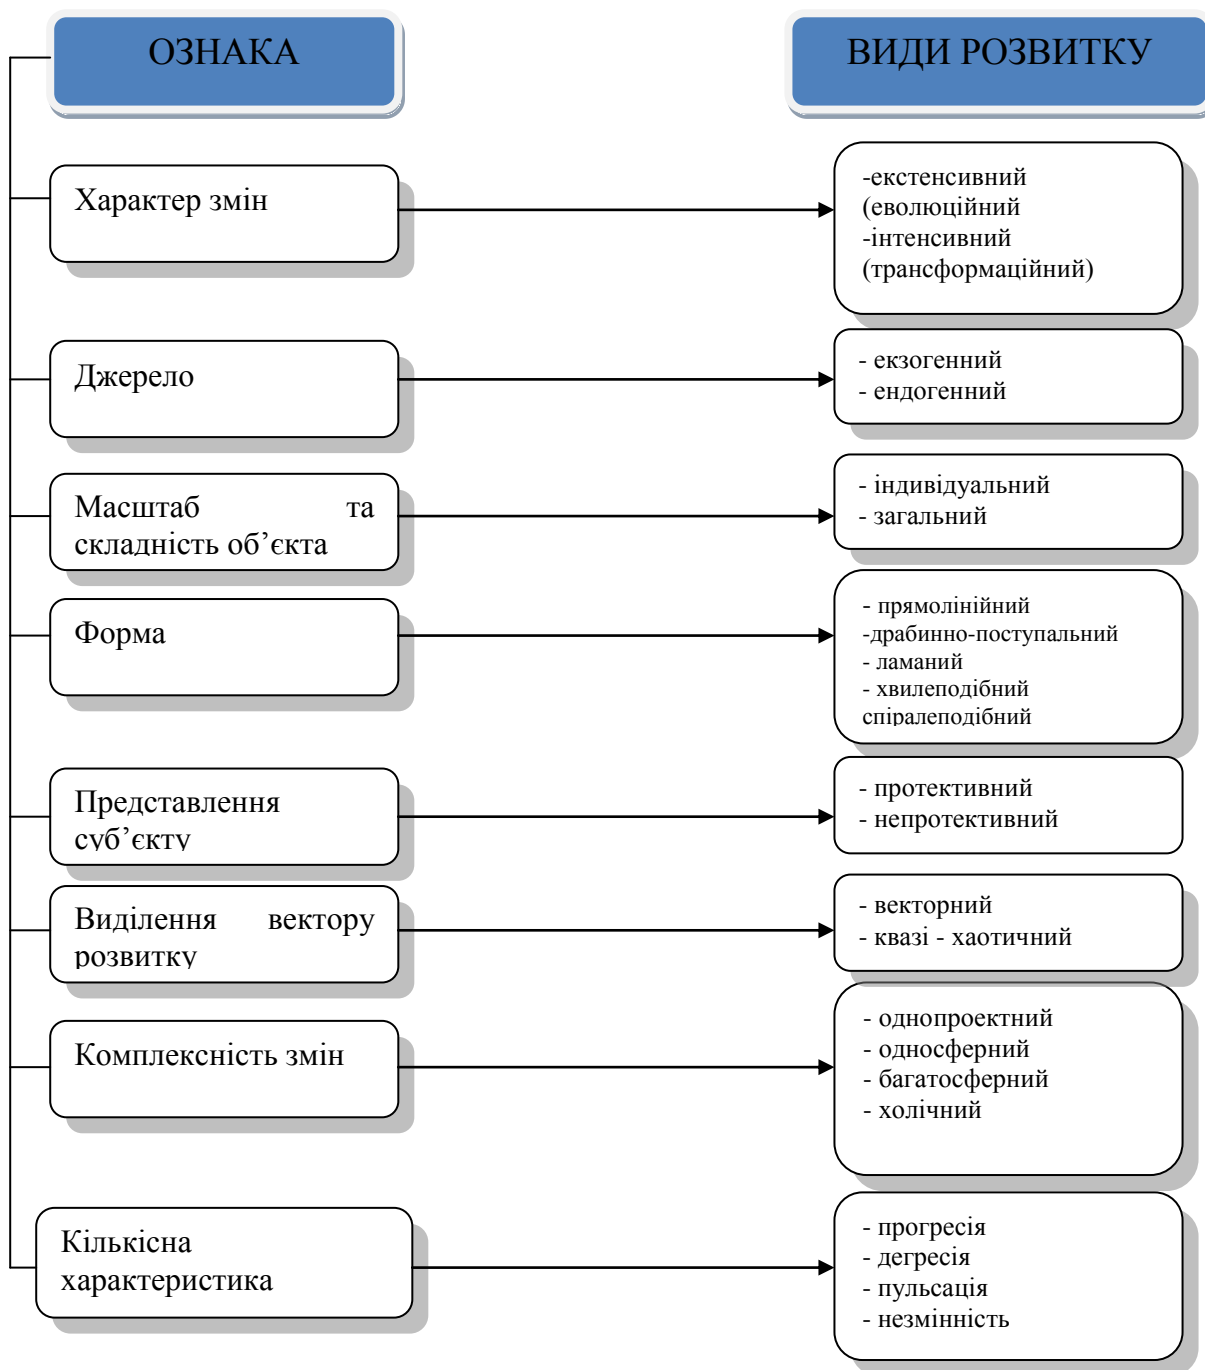 ОЗНАКА
ВИДИ РОЗВИТКУ
Характер змін
-екстенсивний
(еволюційний
-інтенсивний
(трансформаційний)
Джерело
- екзогенний
- ендогенний
Масштаб та
складність об’єкта
- індивідуальний
- загальний
Форма
- прямолінійний
-драбинно-поступальний
- ламаний
- хвилеподібний
спіралеподібний
Представлення
суб’єкту
- протективний
- непротективний
Виділення вектору
розвитку
- векторний
- квазі - хаотичний
Комплексність змін
- однопроектний
- односферний
- багатосферний
- холічний
Кількісна
характеристика
- прогресія
- дегресія
- пульсація
- незмінність